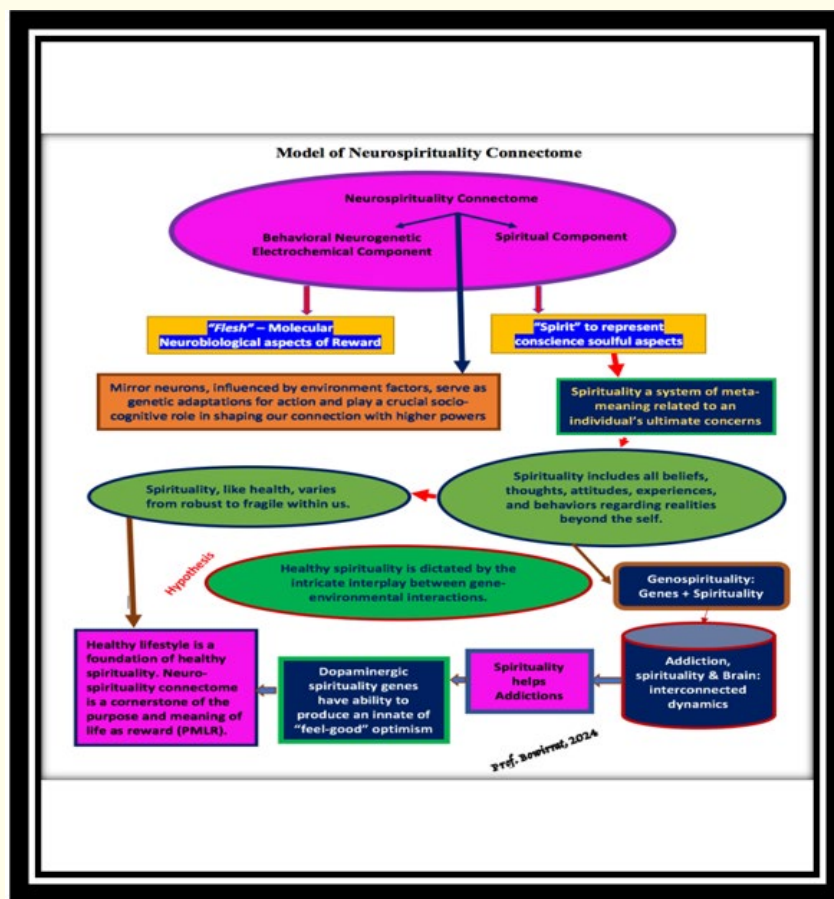 Model of Neurospirituality Connectome
Neurospirituality Connectome
Behavioral Neurogenetic
Electrochemical Component
Spiritual Component
"Flesh" – Molecular
Neurobiological aspects of Reward
"Spirit" to represent
conscience soulful aspects
Mirror neurons, influenced by environment factors, serve as
genetic adaptations for action and play a crucial socio-
cognitive role in shaping our connection with higher powers
Spirituality a system of meta-
meaning related to an
individual's ultimate concerns
Spirituality, like health, varies
from robust to fragile within us.
Spirituality includes all beliefs,
thoughts, attitudes, experiences,
and behaviors regarding realities
beyond the self.
Hypothesis
Healthy spirituality is dictated by the
intricate interplay between gene-
environmental interactions.
Genospirituality:
Genes + Spirituality
Healthy lifestyle is a
foundation of healthy
spirituality. Neuro-
spirituality connectome
is a cornerstone of the
purpose and meaning of
life as reward (PMLR).
Dopaminergic
spirituality genes
have ability to
produce an innate of
"feel-good" optimism
Spirituality
helps
Addictions
Addiction,
spirituality & Brain:
interconnected
dynamics
Prof. Bowirrat, 2024